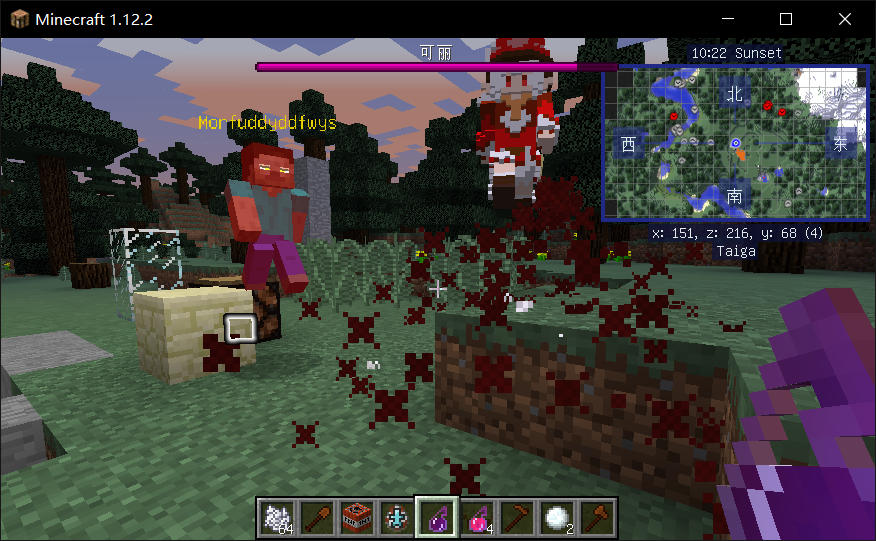 Minecraft 1.12.2
可丽
10:22 Sunset
Morfuddyddfwys
北
西
东
南
x: 151, z: 216, y: 68 (4)
Taiga
TNT
64
4
2